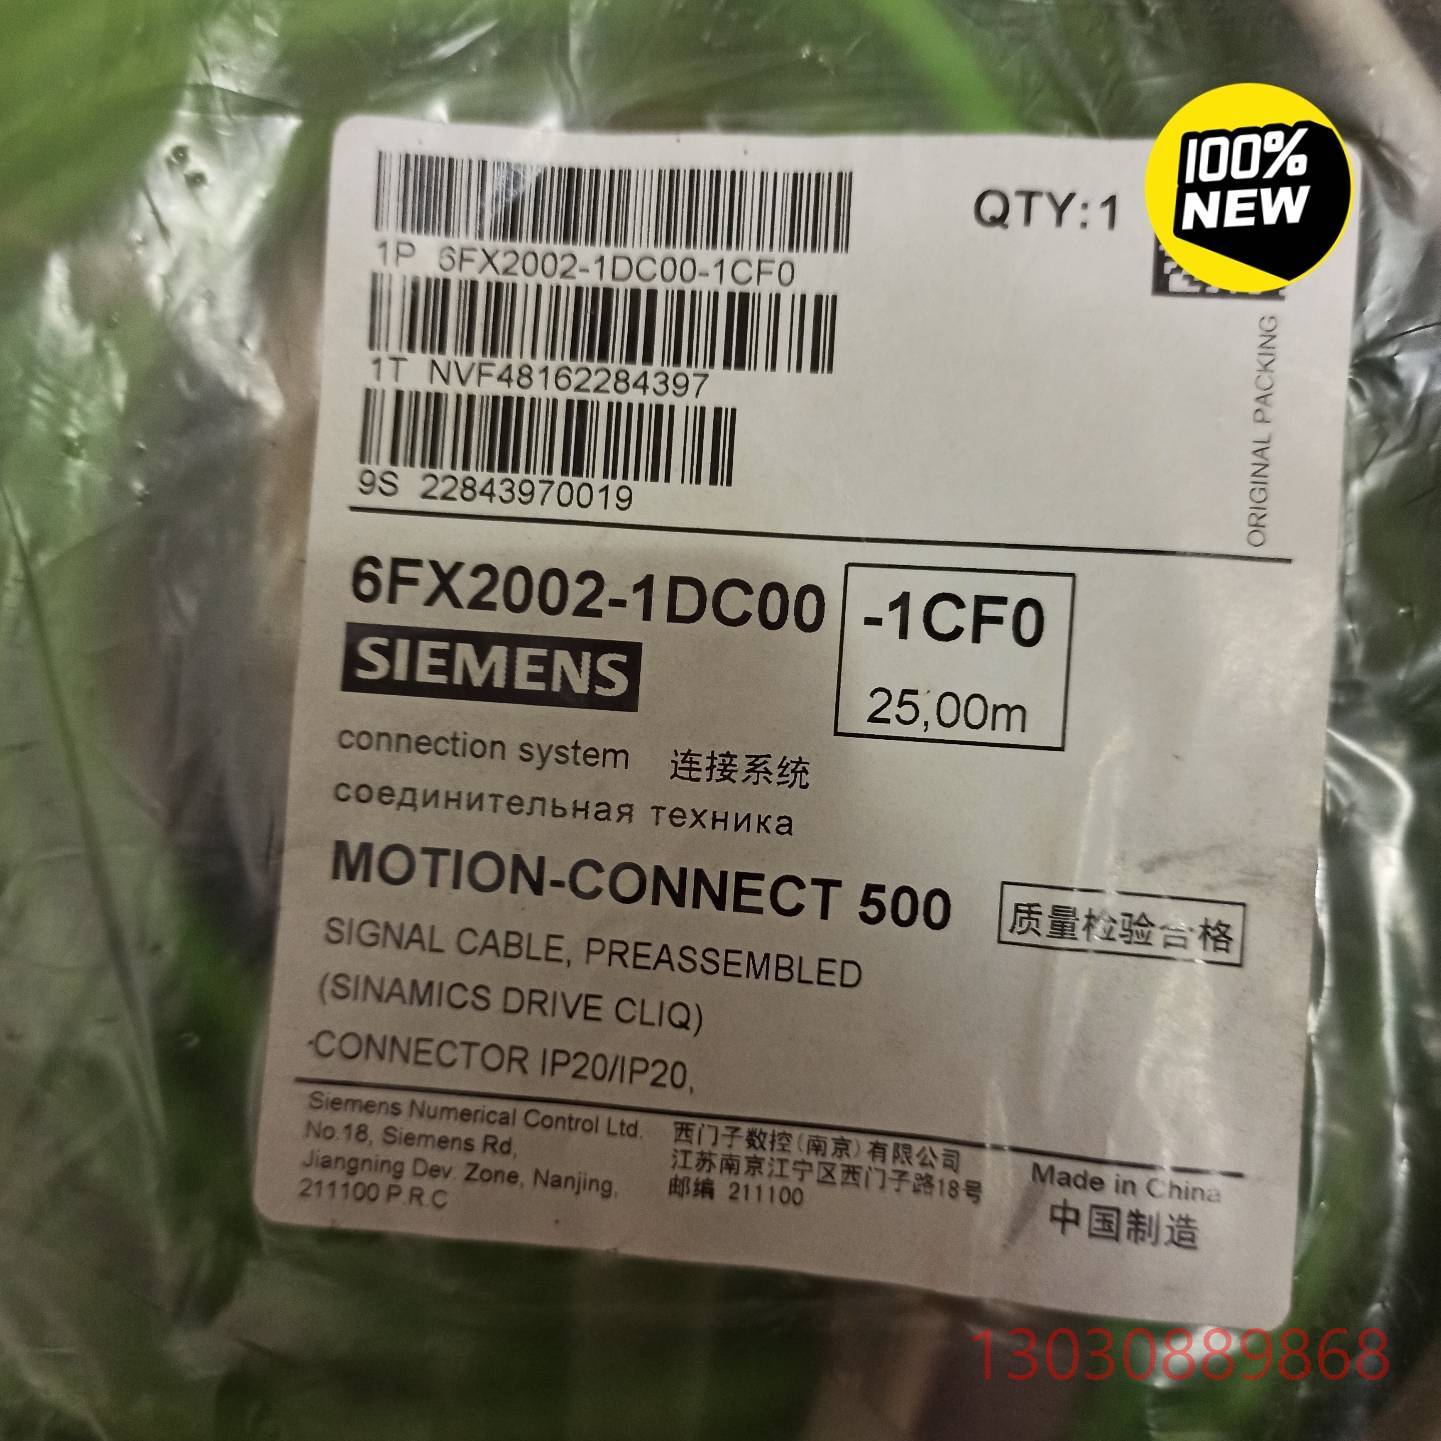 100%
NEW
QTY:1
1P 6FX2002-1DC00-1CF0
1T NVF48162284397
9S 22843970019
ORIGINAL PACKING
6FX2002-1DC00 -1CF0
25,00m
SIEMENS
connection system 连接系统
соединительная техника
MOTION-CONNECT 500
质量检验合格
SIGNAL CABLE, PREASSEMBLED
(SINAMICS DRIVE CLIQ)
CONNECTOR IP20/IP20,
Siemens Numerical Control Ltd.
No.18, Siemens Rd,
Jiangning Dev. Zone, Nanjing,
211100 P.R.C
西门子数控(南京)有限公司
江苏南京江宁区西门子路18号
邮编 211100
Made in China
中国制造
13030889868